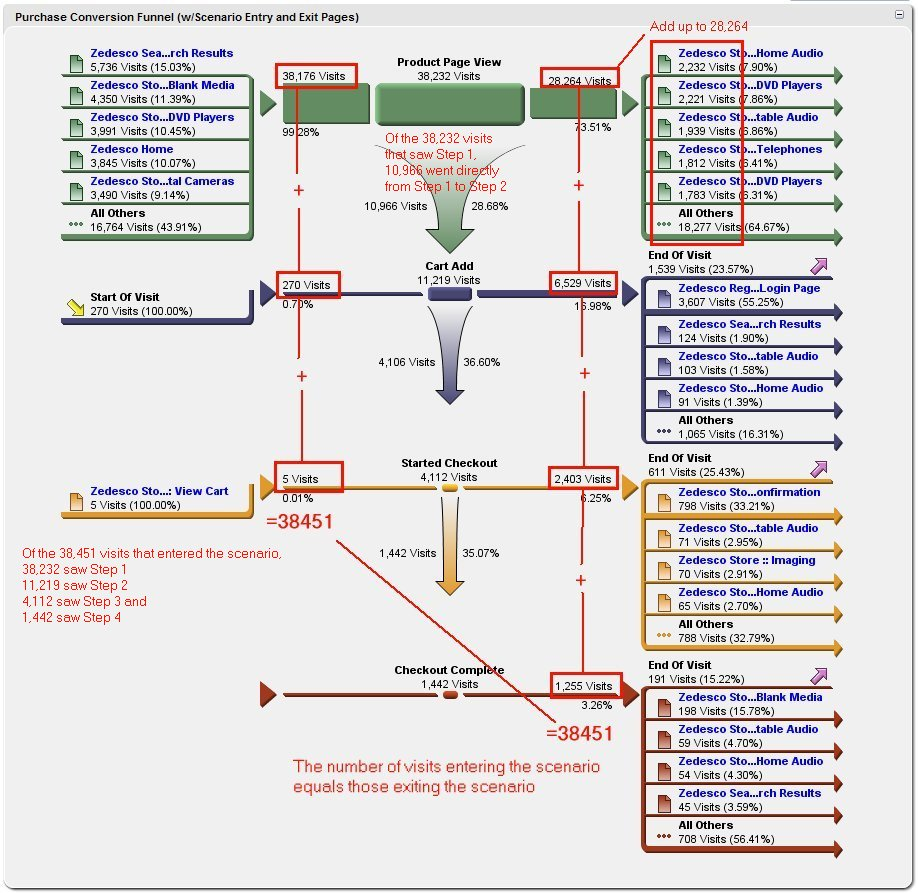 Purchase Conversion Funnel (w/Scenario Entry and Exit Pages)
Add up to 28,264
Zedesco Sea...rch Results
5,736 Visits (15.03%)
Zedesco Sto...Blank Media
4,350 Visits (11.39%)
Zedesco Sto...DVD Players
3,991 Visits (10.45%)
Zedesco Home
3,845 Visits (10.07%)
Zedesco Sto...tal Cameras
3,490 Visits (9.14%)
All Others
16,764 Visits (43.91%)
38,176 Visits
99.28%
Product Page View
38,232 Visits
28,264 Visits
73.51%
Of the 38,232 visits
that saw Step 1,
10,966 went directly
from Step 1 to Step 2
10,966 Visits
28.68%
Zedesco Sto...Home Audio
2,232 Visits (7.90%)
Zedesco Sto...DVD Players
2,221 Visits (7.86%)
Zedesco Sto...table Audio
1,939 Visits (6.86%)
Zedesco Sto...Telephones
1,812 Visits (6.41%)
Zedesco Sto...DVD Players
1,783 Visits (6.31%)
All Others
18,277 Visits (64.67%)
+
+
Start Of Visit
270 Visits (100.00%)
270 Visits
0.70%
Cart Add
11,219 Visits
6,529 Visits
16.98%
4,106 Visits
36.60%
End Of Visit
1,539 Visits (23.57%)
Zedesco Reg...Login Page
3,607 Visits (55.25%)
Zedesco Sea...rch Results
124 Visits (1.90%)
Zedesco Sto...table Audio
103 Visits (1.58%)
Zedesco Sto...Home Audio
91 Visits (1.39%)
All Others
1,065 Visits (16.31%)
+
+
Zedesco Sto...: View Cart
5 Visits (100.00%)
5 Visits
0.01%
=38451
Started Checkout
4,112 Visits
2,403 Visits
6.25%
1,442 Visits
35.07%
End Of Visit
611 Visits (25.43%)
Zedesco Sto...onfirmation
798 Visits (33.21%)
Zedesco Sto...table Audio
71 Visits (2.95%)
Zedesco Store :: Imaging
70 Visits (2.91%)
Zedesco Sto...Home Audio
65 Visits (2.70%)
All Others
788 Visits (32.79%)
Of the 38,451 visits that entered the scenario,
38,232 saw Step 1
11,219 saw Step 2
4,112 saw Step 3 and
1,442 saw Step 4
+
Checkout Complete
1,442 Visits
1,255 Visits
3.26%
=38451
The number of visits entering the scenario
equals those exiting the scenario
End Of Visit
191 Visits (15.22%)
Zedesco Sto...Blank Media
198 Visits (15.78%)
Zedesco Sto...table Audio
59 Visits (4.70%)
Zedesco Sto...Home Audio
54 Visits (4.30%)
Zedesco Sea...rch Results
45 Visits (3.59%)
All Others
708 Visits (56.41%)